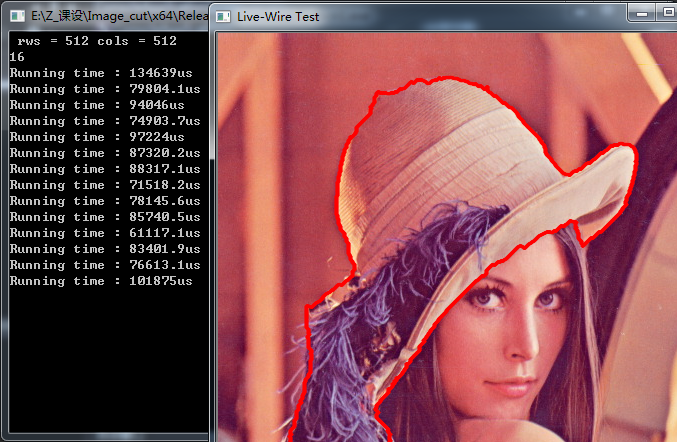 E:\Z_课设\Image_cut\x64\Relea
Live-Wire Test
rws = 512 cols = 512
16
Running time : 134639us
Running time : 79804.1us
Running time : 94046us
Running time : 74903.7us
Running time : 97224us
Running time : 87320.2us
Running time : 88317.1us
Running time : 71518.2us
Running time : 78145.6us
Running time : 85740.5us
Running time : 61117.1us
Running time : 83401.9us
Running time : 76613.1us
Running time : 101875us